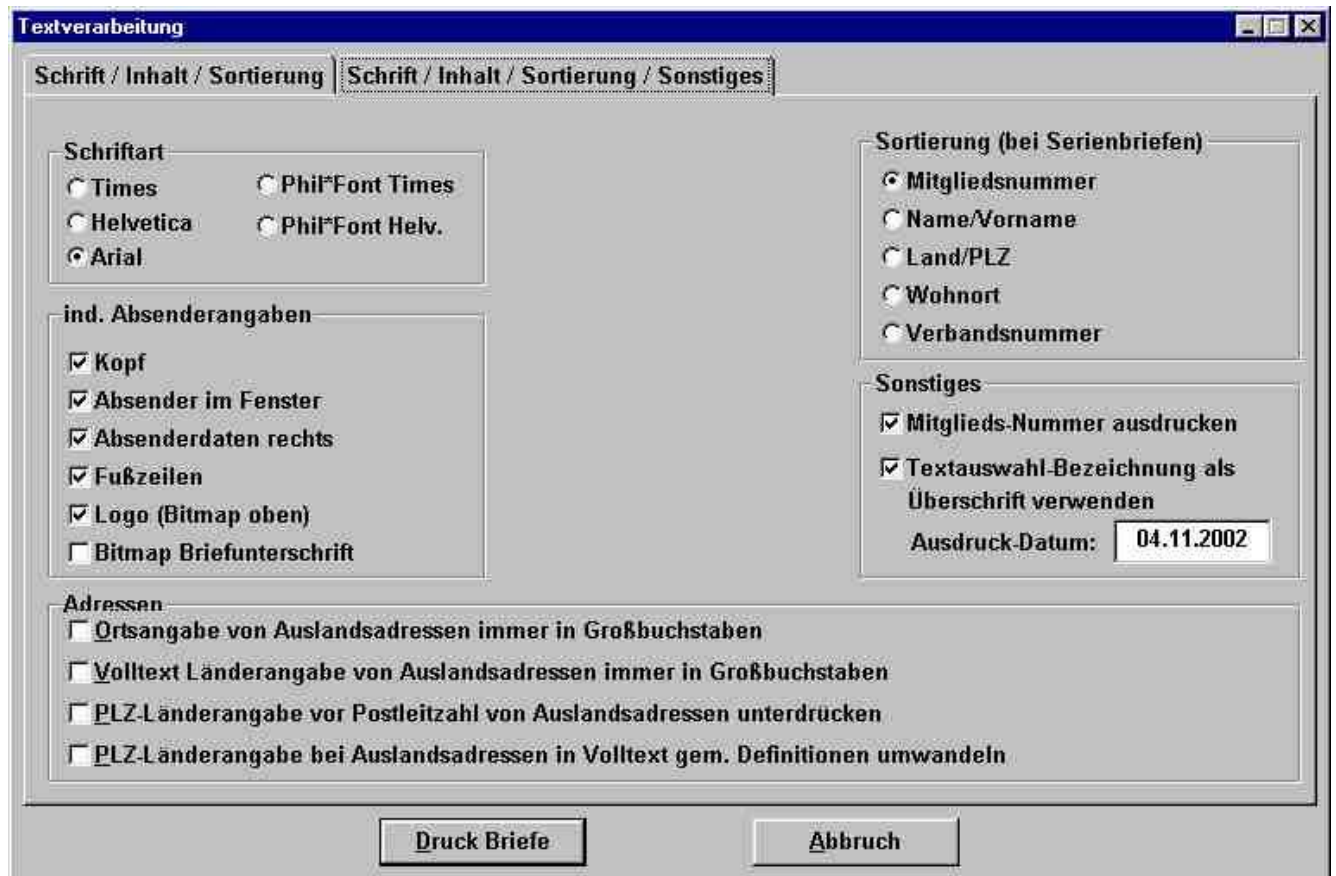 Textverarbeitung
Schrift / Inhalt / Sortierung
Schrift / Inhalt / Sortierung / Sonstiges
Schriftart
Times
Phil*Font Times
Helvetica
Phil*Font Helv.
Arial
ind. Absenderangaben
Kopf
Absender im Fenster
Absenderdaten rechts
Fußzeilen
Logo (Bitmap oben)
Bitmap Briefunterschrift
Sortierung (bei Serienbriefen)
Mitgliedsnummer
Name/Vorname
Land/PLZ
Wohnort
Verbandsnummer
Sonstiges
Mitglieds-Nummer ausdrucken
Textauswahl-Bezeichnung als
Überschrift verwenden
Ausdruck-Datum: 04.11.2002
Adressen
Ortsangabe von Auslandsadressen immer in Großbuchstaben
Volltext Länderangabe von Auslandsadressen immer in Großbuchstaben
PLZ-Länderangabe vor Postleitzahl von Auslandsadressen unterdrücken
PLZ-Länderangabe bei Auslandsadressen in Volltext gem. Definitionen umwandeln
Druck Briefe
Abbruch